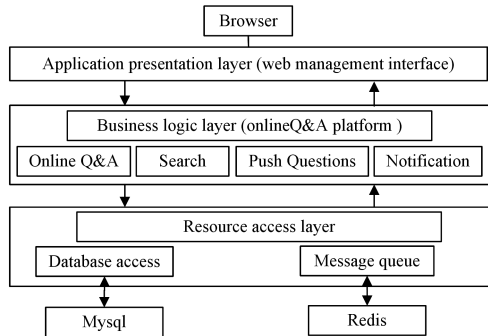 Browser
Application presentation layer (web management interface)
Business logic layer (onlineQ&A platform )
Online Q&A
Search
Push Questions
Notification
Resource access layer
Database access
Message queue
Mysql
Redis